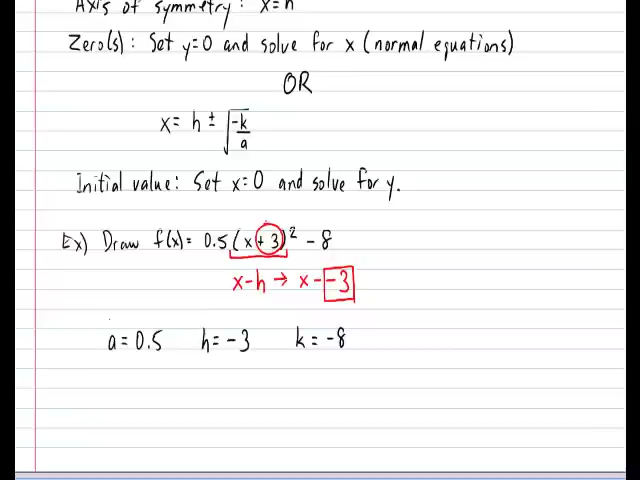 Axis of symmetry: x=h
Zero(s): Set y=0 and solve for x (normal equations)
OR
x= h ± √(-k/a)
Initial value: Set x=0 and solve for y.
Ex) Draw f(x)= 0.5(x+3)² - 8
x-h → x--3
a=0.5 h=-3 k=-8